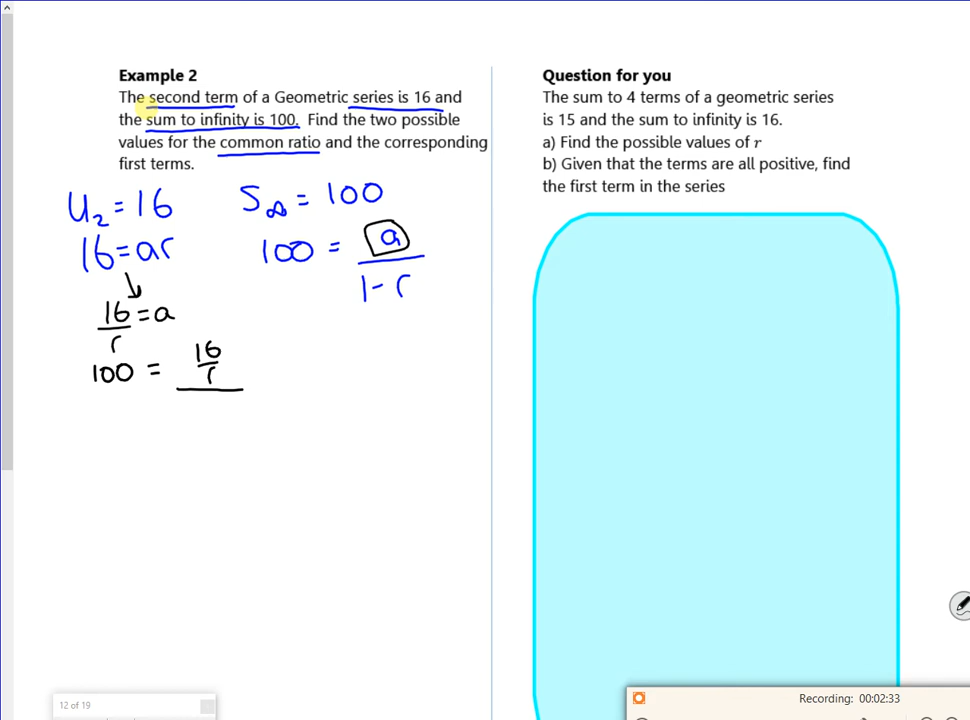 Example 2
The second term of a Geometric series is 16 and
the sum to infinity is 100. Find the two possible
values for the common ratio and the corresponding
first terms.
U₂ = 16
16 = ar
16/r = a
100 = 16/r
S∞ = 100
100 = a/(1-r)
Question for you
The sum to 4 terms of a geometric series
is 15 and the sum to infinity is 16.
a) Find the possible values of r
b) Given that the terms are all positive, find
the first term in the series
12 of 19
Recording: 00:02:33